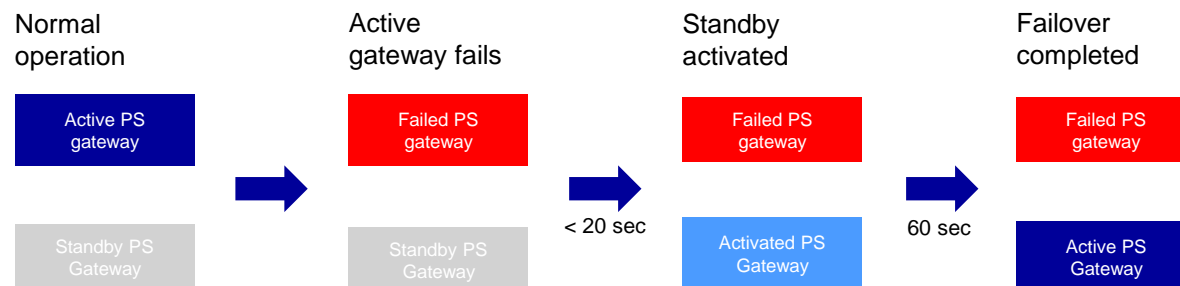 Normal
operation
Active
gateway fails
Standby
activated
Failover
completed
Active PS
gateway
Failed PS
gateway
Failed PS
gateway
Failed PS
gateway
< 20 sec
60 sec
Standby PS
Gateway
Standby PS
Gateway
Activated PS
Gateway
Active PS
Gateway